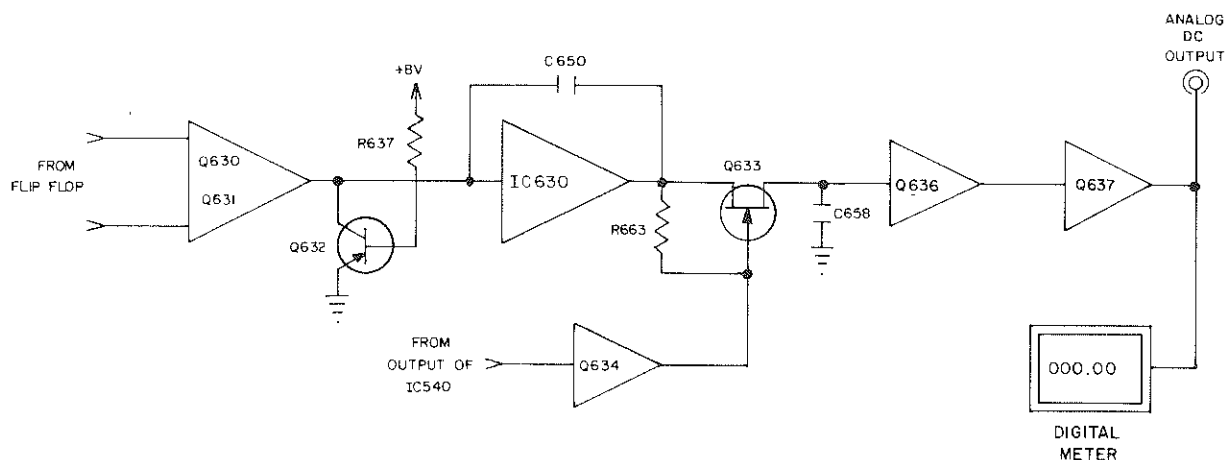 ANALOG
DC
OUTPUT
C650
+8V
R637
Q633
FROM
FLIP FLOP
Q630
Q631
IC630
Q636
Q637
C658
R663
Q632
FROM
OUTPUT OF
IC540
Q634
000.00
DIGITAL
METER